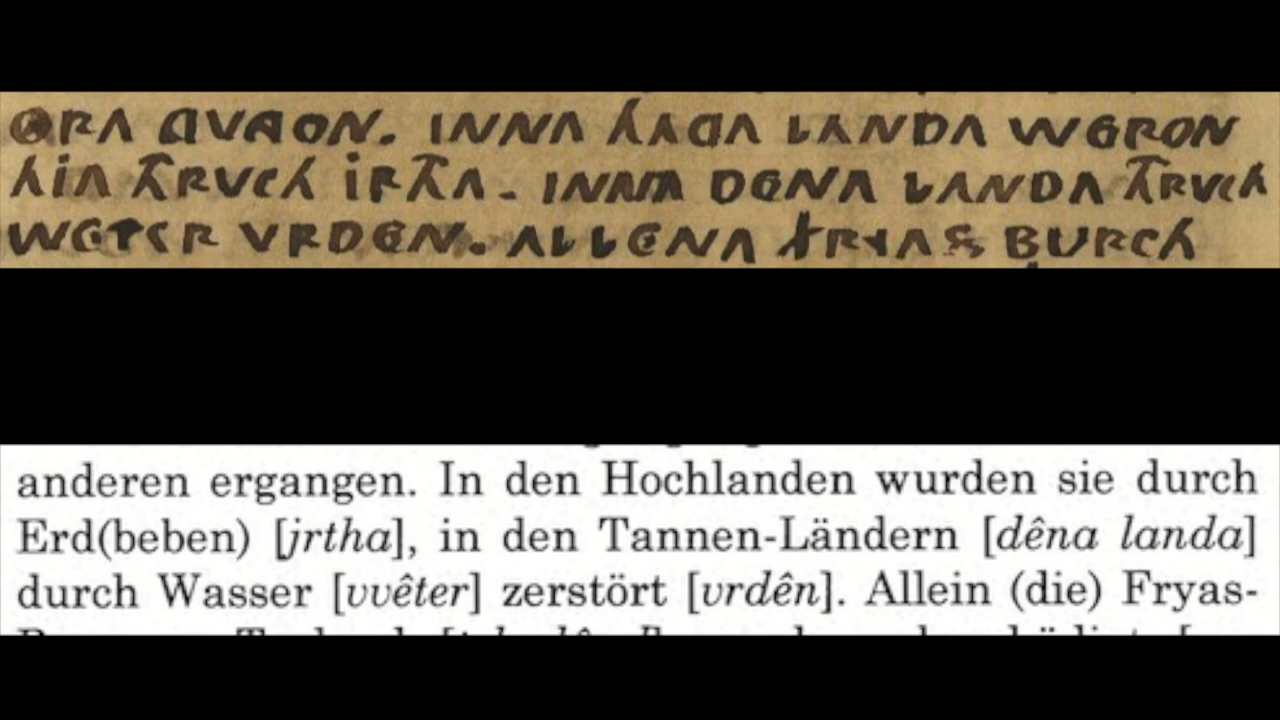 ORA GVNGON. INNA HAGA LANDA WERON
HIA THRVCH IRTHA. INNA DENA LANDA THRVCH
WETER VRDEN. ALLENA FRYAS BURCH
anderen ergangen. In den Hochlanden wurden sie durch
Erd(beben) [jrtha], in den Tannen-Ländern [dêna landa]
durch Wasser [vvêter] zerstört [vrdên]. Allein (die) Fryas-